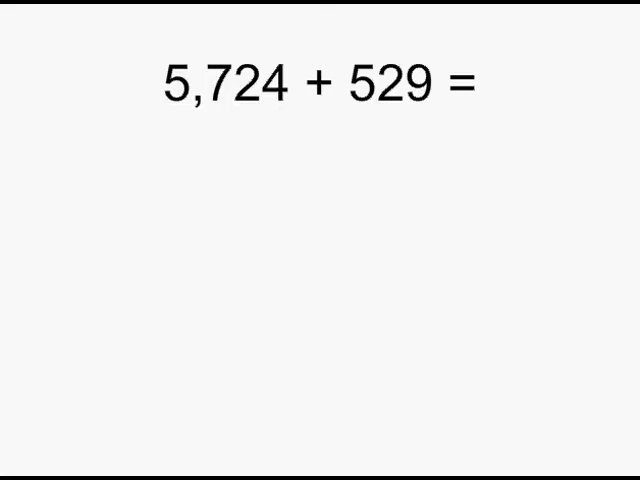 5,724 + 529 =